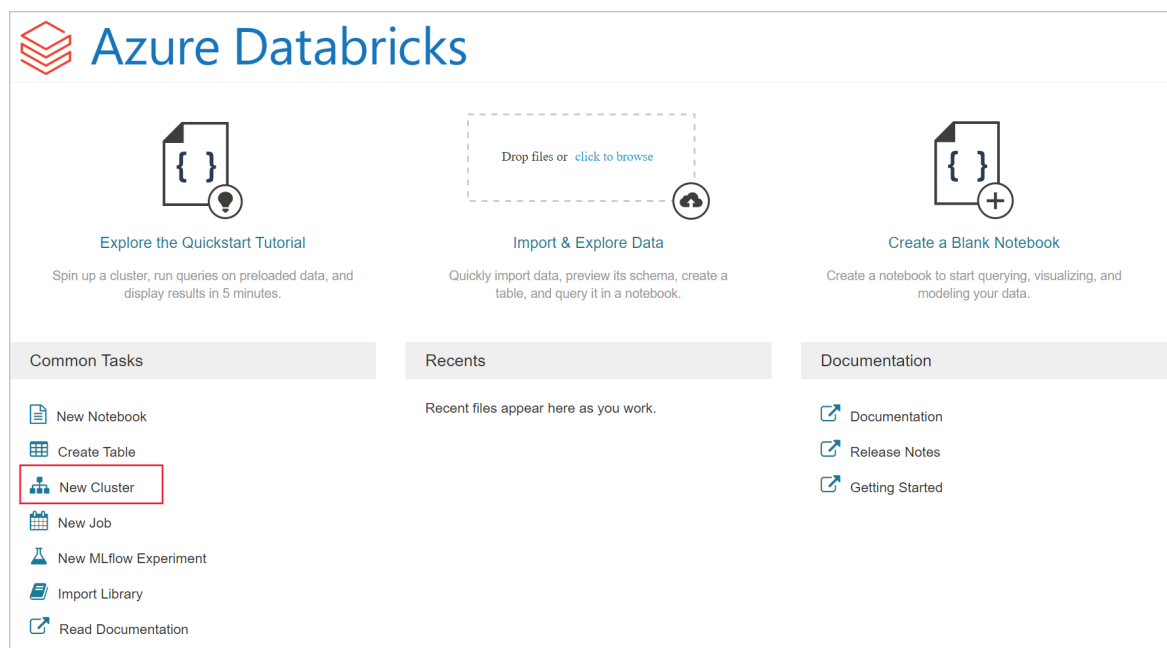 Azure Databricks
{ }
Drop files or click to browse
{ }
Explore the Quickstart Tutorial
Spin up a cluster, run queries on preloaded data, and
display results in 5 minutes.
Import & Explore Data
Quickly import data, preview its schema, create a
table, and query it in a notebook.
Create a Blank Notebook
Create a notebook to start querying, visualizing, and
modeling your data.
Common Tasks
New Notebook
Create Table
New Cluster
New Job
New MLflow Experiment
Import Library
Read Documentation
Recents
Recent files appear here as you work.
Documentation
Documentation
Release Notes
Getting Started